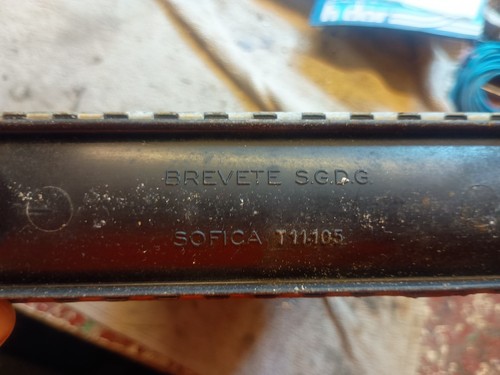 BREVETE S.G.D.G
SOFICA T11105